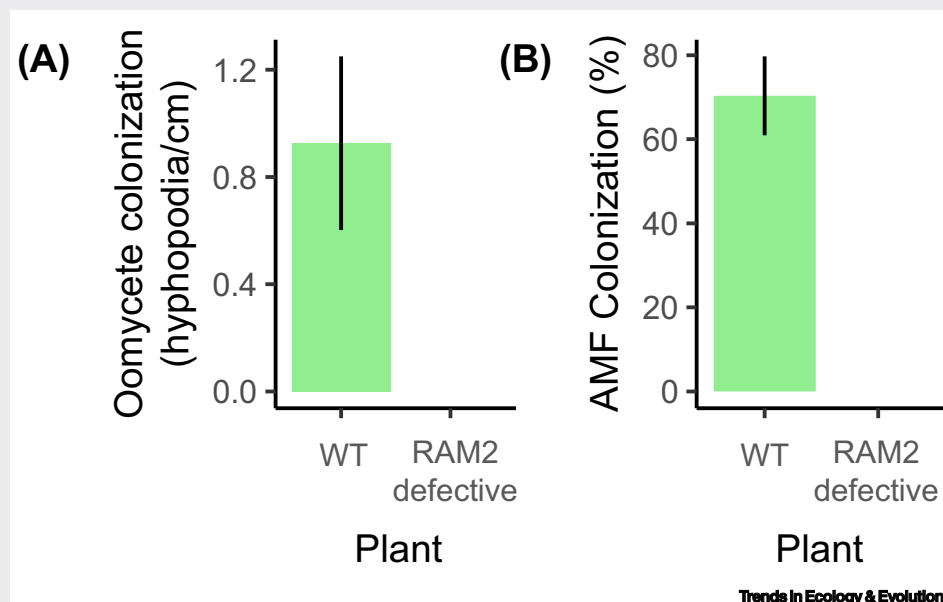 (A)
Oomycete colonization
(hyphopodia/cm)
1.2
0.8
0.4
0.0
WT
RAM2
defective
Plant
(B)
AMF Colonization (%)
80
60
40
20
0
WT
RAM2
defective
Plant
Trends in Ecology & Evolution